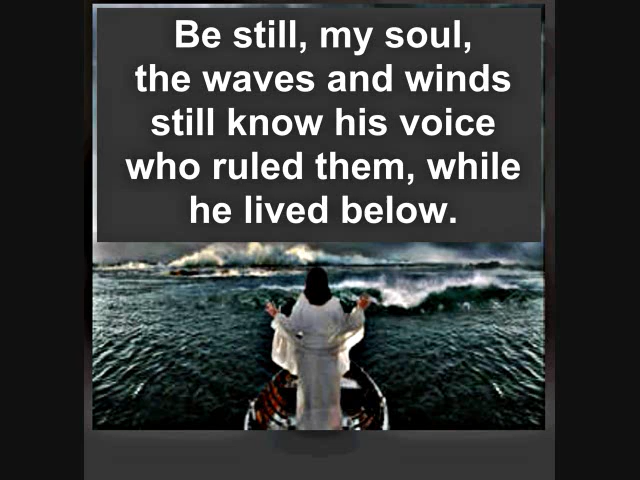 Be still, my soul,
the waves and winds
still know his voice
who ruled them, while
he lived below.